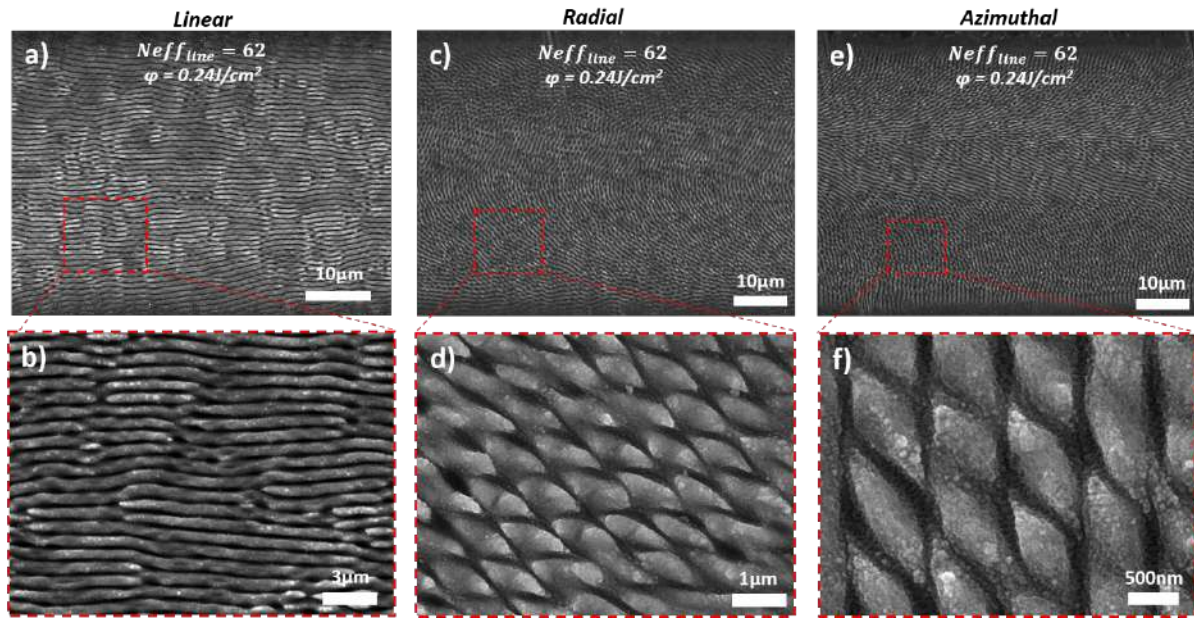 Linear
Radial
Azimuthal
a)
Neff_line = 62
φ = 0.24J/cm²
10μm
c)
Neff_line = 62
φ = 0.24J/cm²
10μm
e)
Neff_line = 62
φ = 0.24J/cm²
10μm
b)
3μm
d)
1μm
f)
500nm